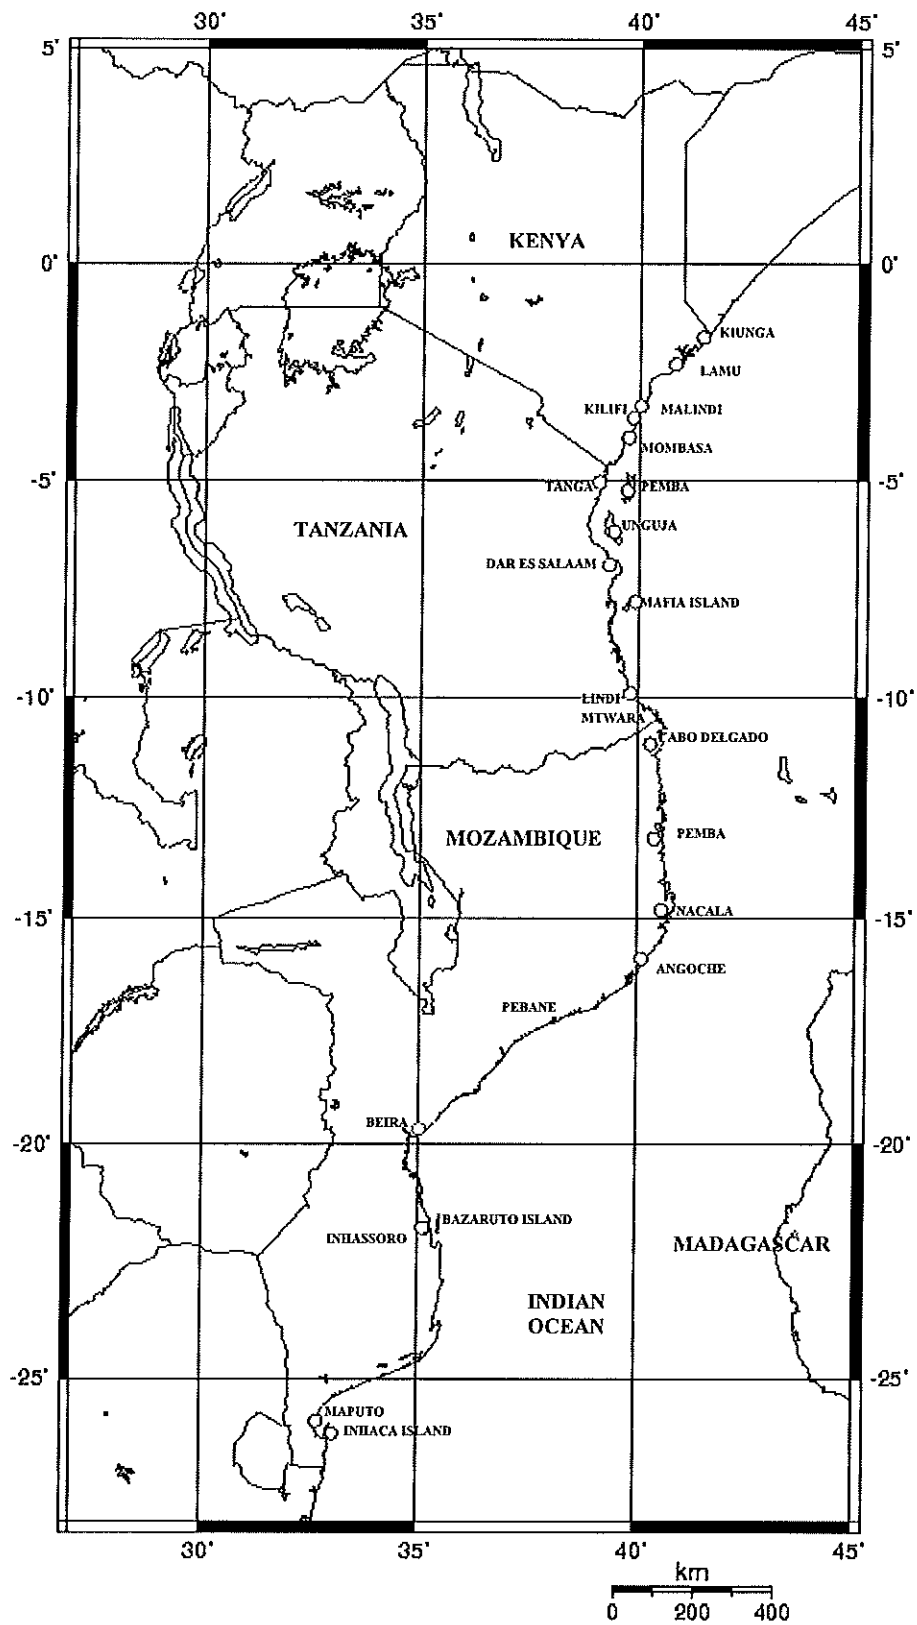 30° 35° 40° 45°
5° 5°
KENYA
0° 0°
KIUNGA
LAMU
KILIFI MALINDI
MOMBASA
-5° TANGA PEMBA -5°
UNGUJA
TANZANIA
DAR ES SALAAM
MAFIA ISLAND
-10° LINDI -10°
MTWARA
CABO DELGADO
MOZAMBIQUE PEMBA
-15° NACALA -15°
ANGOCHE
PEBANE
BEIRA
-20° -20°
BAZARUTO ISLAND
INHASSORO
MADAGASCAR
INDIAN
OCEAN
-25° -25°
MAPUTO
INHACA ISLAND
30° 35° 40° 45°
km
0 200 400